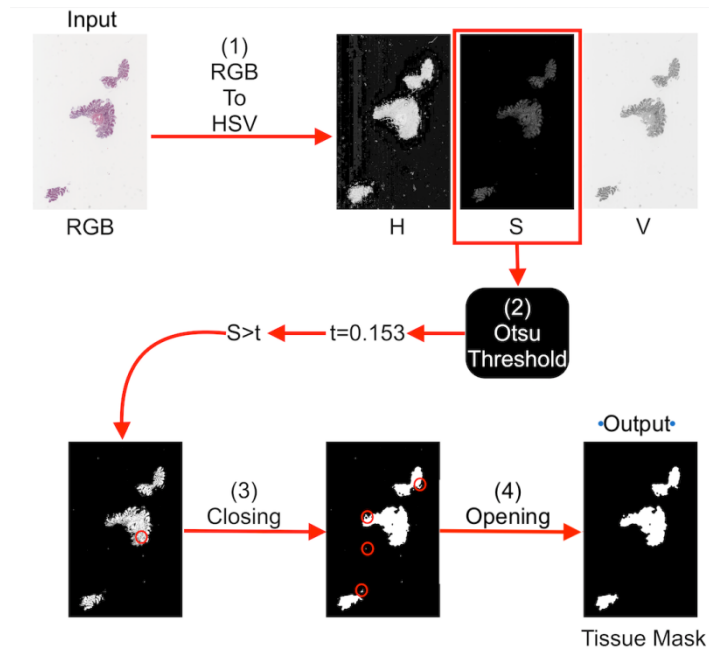 Input
(1)
RGB
To
HSV
RGB
H
S
V
(2)
Otsu
Threshold
t=0.153
S>t
(3)
Closing
(4)
Opening
•Output•
Tissue Mask